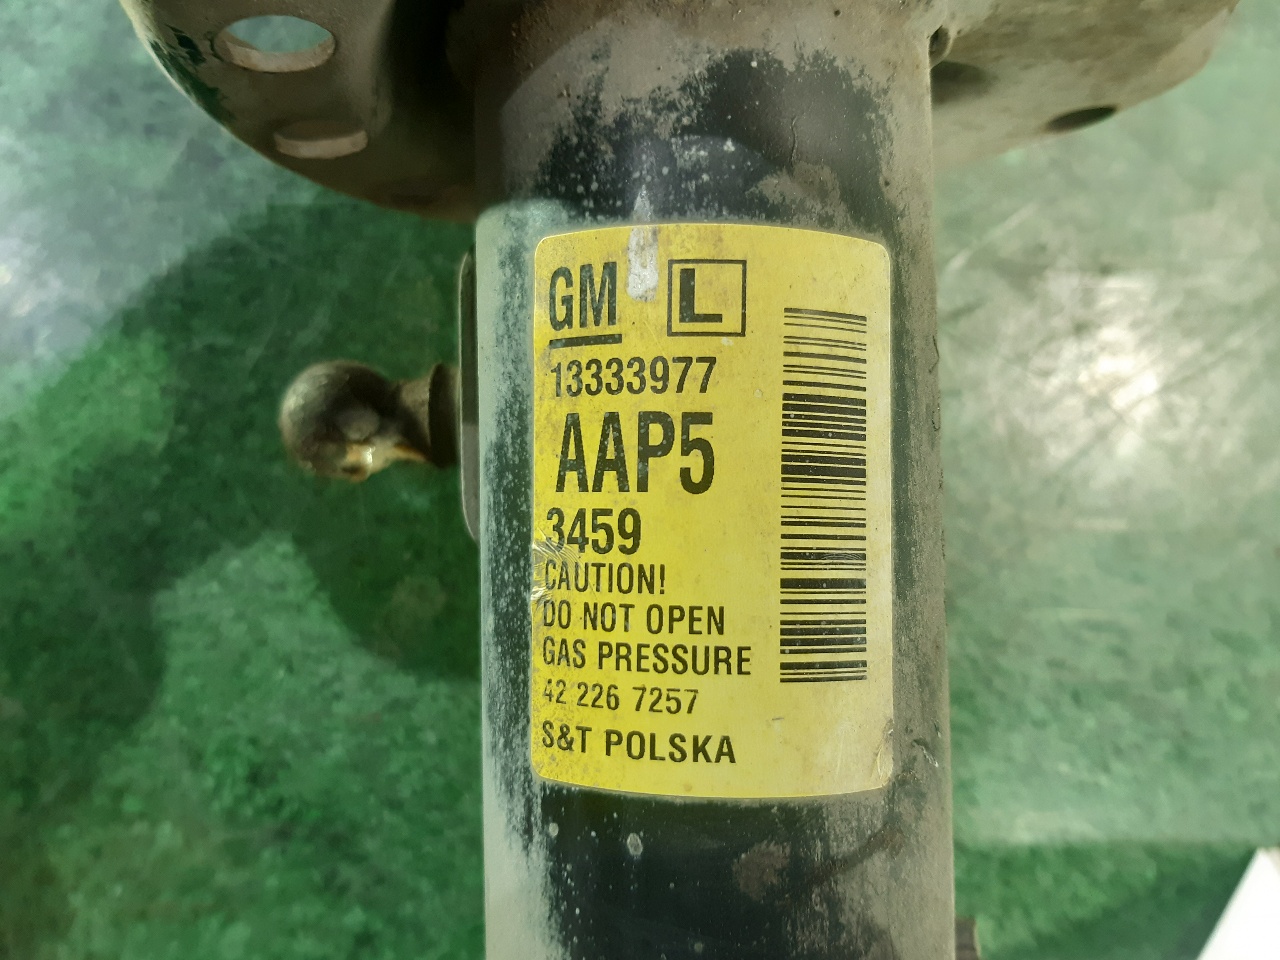 GM L
13333977
AAP5
3459
CAUTION!
DO NOT OPEN
GAS PRESSURE
42 226 7257
S&T POLSKA